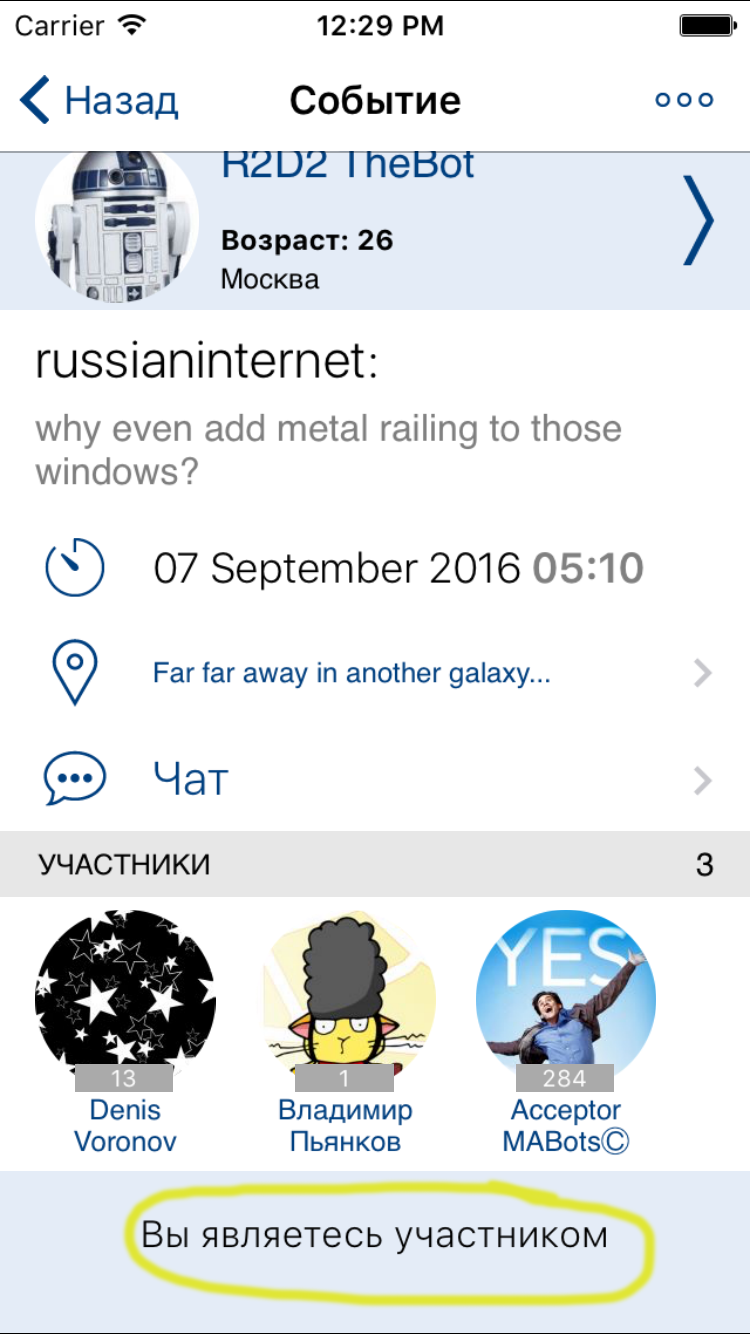 Carrier 12:29 PM
Назад Событие
R2D2 TheBot
Возраст: 26
Москва
russianinternet:
why even add metal railing to those
windows?
07 September 2016 05:10
Far far away in another galaxy...
Чат
УЧАСТНИКИ 3
YES
13 1 284
Denis Владимир Acceptor
Voronov Пьянков MABotsⒸ
Вы являетесь участником